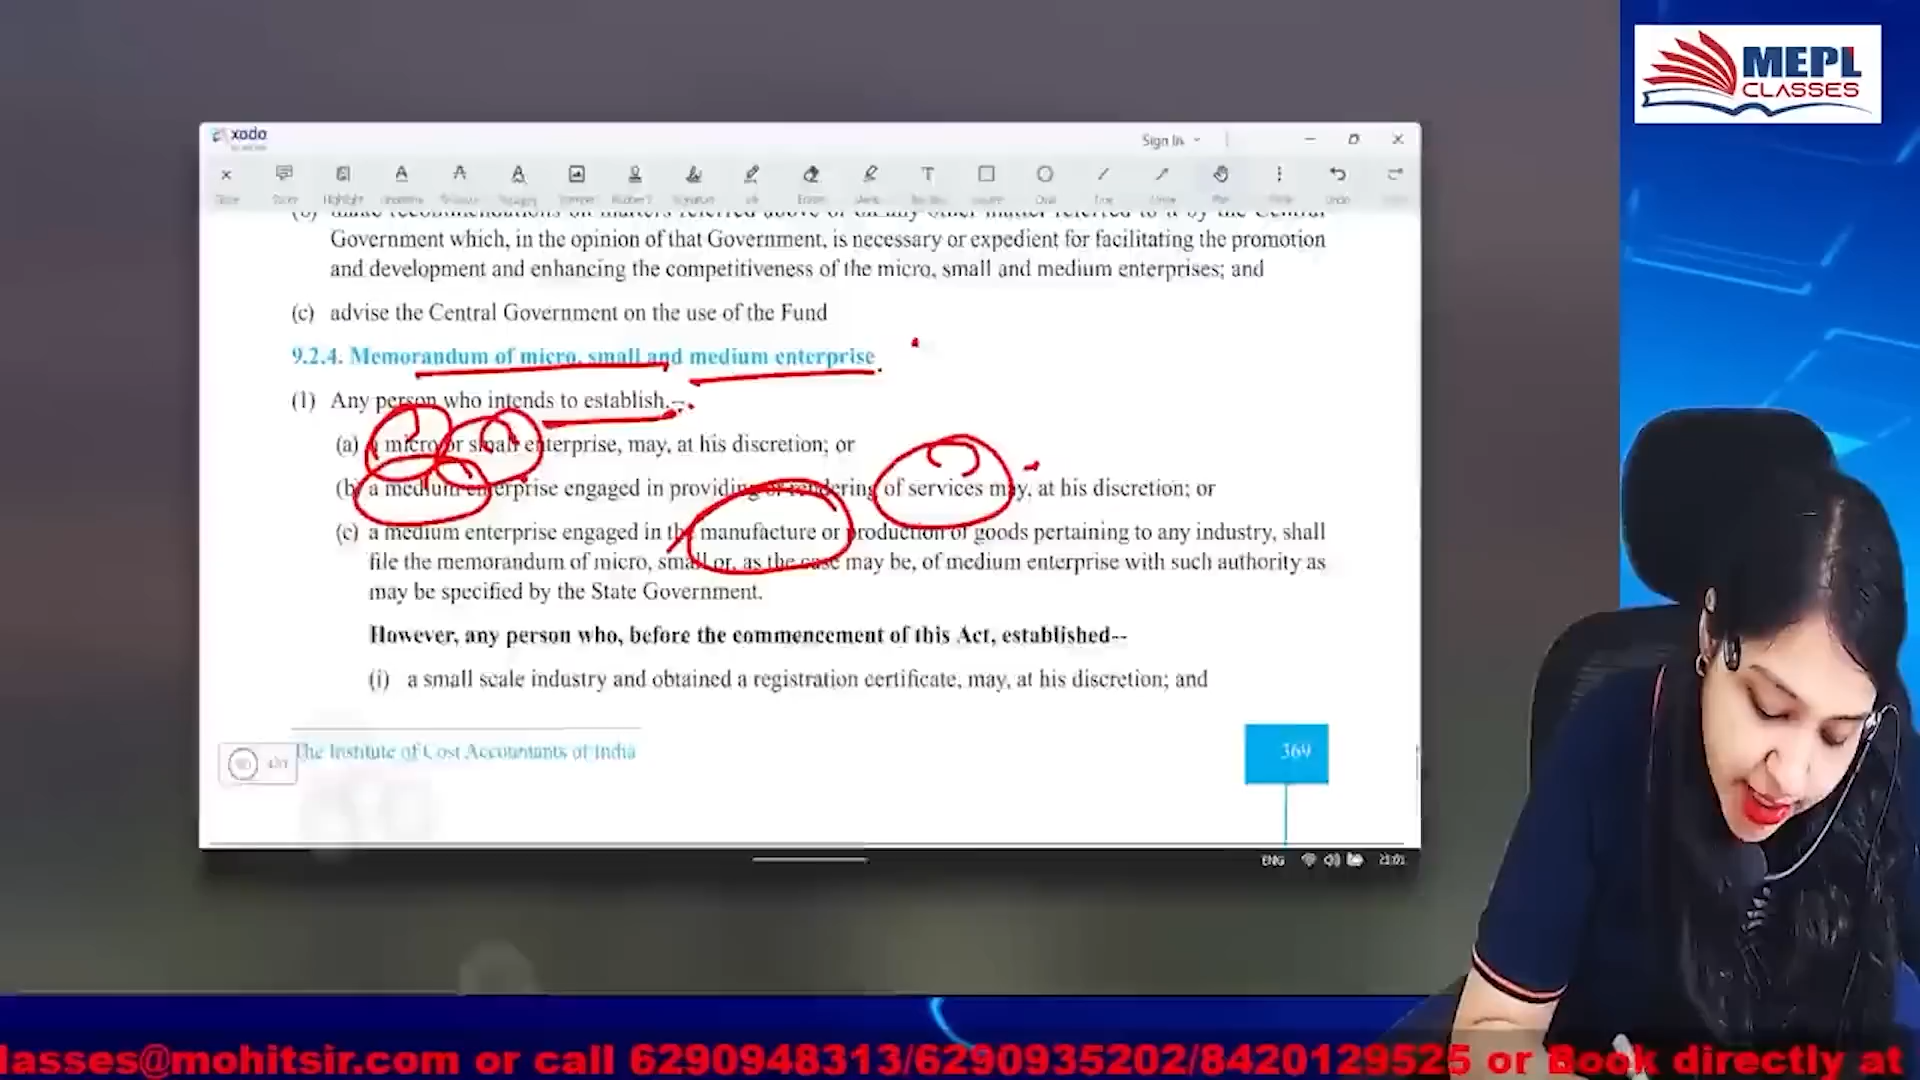 MEPL
CLASSES
xodo
Sign In
Highlight
Undo
Government which, in the opinion of that Government, is necessary or expedient for facilitating the promotion
and development and enhancing the competitiveness of the micro, small and medium enterprises; and
(c) advise the Central Government on the use of the Fund
9.2.4. Memorandum of micro, small and medium enterprise
(1) Any person who intends to establish,--
(a) a micro or small enterprise, may, at his discretion; or
(b) a medium enterprise engaged in providing or rendering of services may, at his discretion; or
(c) a medium enterprise engaged in the manufacture or production of goods pertaining to any industry, shall
file the memorandum of micro, small or, as the case may be, of medium enterprise with such authority as
may be specified by the State Government.
However, any person who, before the commencement of this Act, established--
(i) a small scale industry and obtained a registration certificate, may, at his discretion; and
The Institute of Cost Accountants of India
369
ENG 21:01
lasses@mohitsir.com or call 6290948313/6290935202/8420129525 or Book directly at